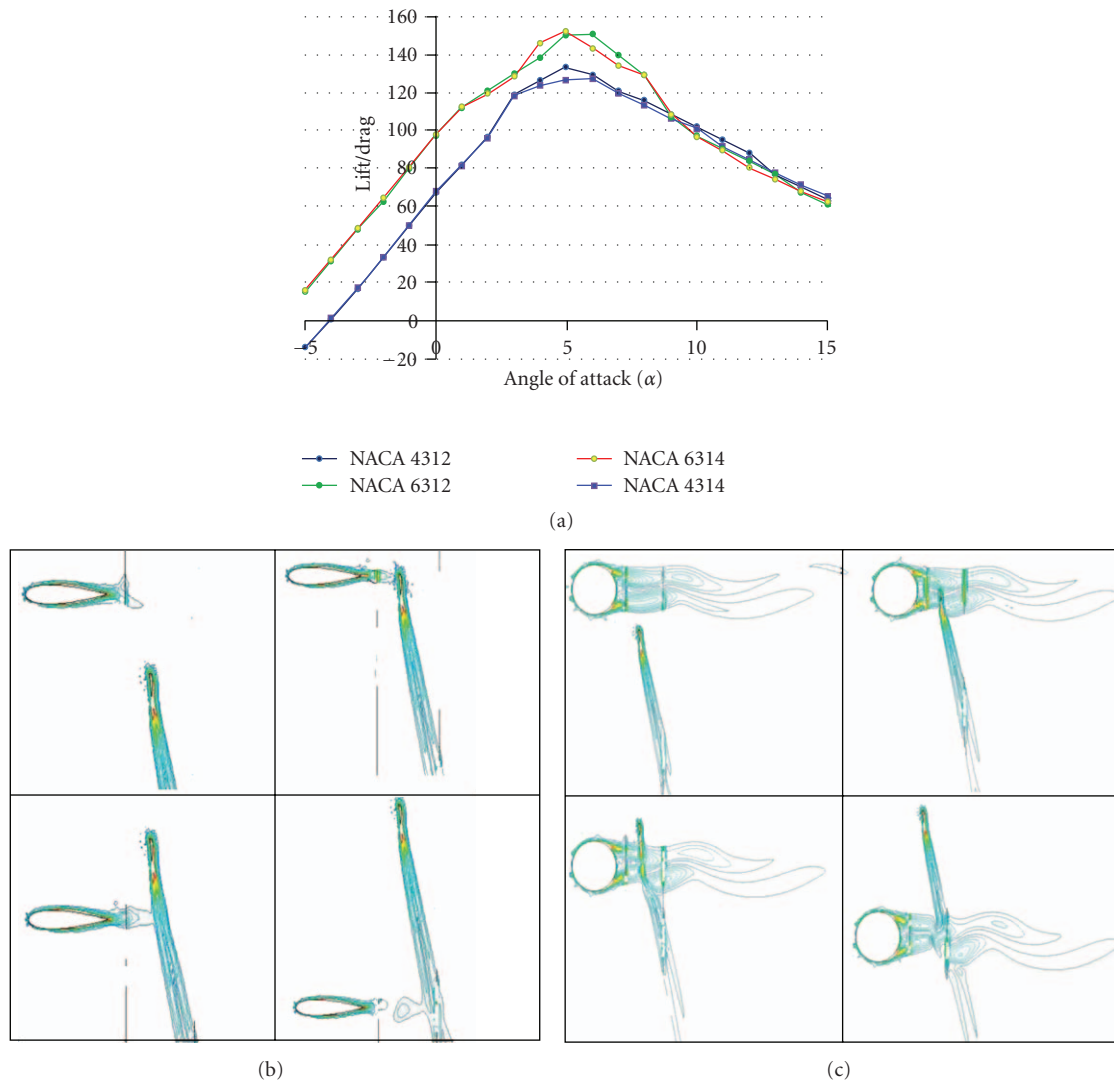 160
140
120
100
80
60
40
20
0
−20
−5
0
5
10
15
Lift/drag
Angle of attack (α)
NACA 4312
NACA 6314
NACA 6312
NACA 4314
(a)
(b)
(c)